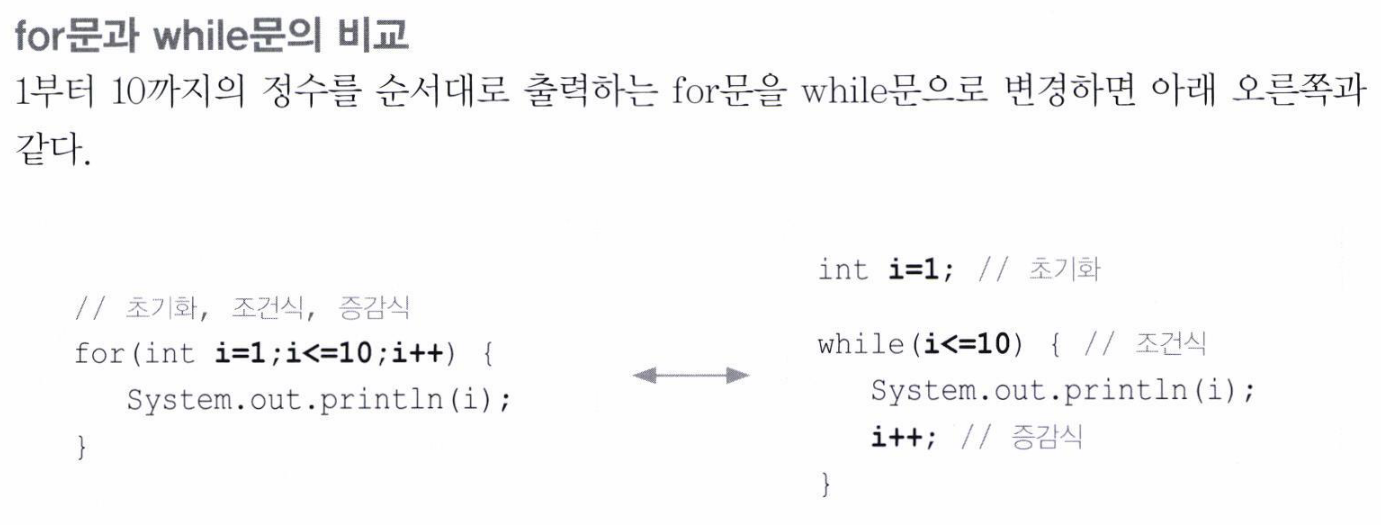 for문과 while문의 비교
1부터 10까지의 정수를 순서대로 출력하는 for문을 while문으로 변경하면 아래 오른쪽과
같다.
// 초기화, 조건식, 증감식
for(int i=1;i<=10;i++) {
System.out.println(i);
}
int i=1; // 초기화
while(i<=10) { // 조건식
System.out.println(i);
i++; // 증감식
}